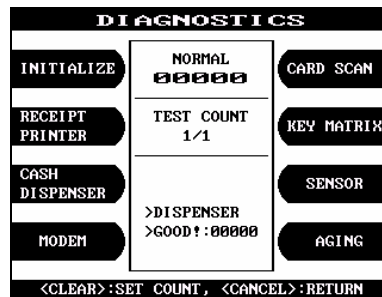 DIAGNOSTICS
INITIALIZE
RECEIPT
PRINTER
CASH
DISPENSER
MODEM
NORMAL
00000
TEST COUNT
1/1
>DISPENSER
>GOOD!:00000
CARD SCAN
KEY MATRIX
SENSOR
AGING
<CLEAR>:SET COUNT, <CANCEL>:RETURN